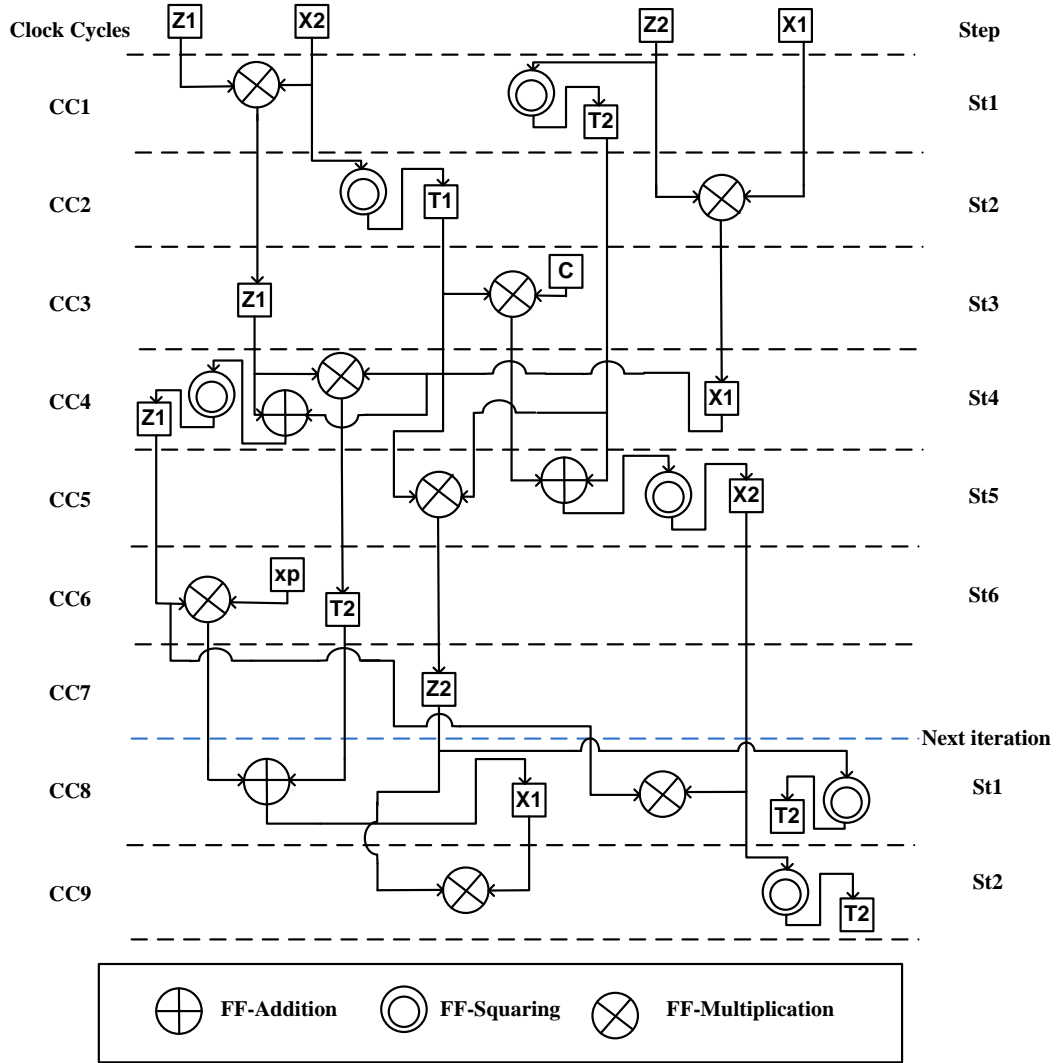 Clock Cycles Z1 X2 Z2 X1 Step
CC1 T2 St1
CC2 T1 St2
C
CC3 Z1 St3
CC4 Z1 X1 St4
CC5 X2 St5
xp
CC6 T2 St6
CC7 Z2
Next iteration
CC8 X1 T2 St1
CC9 T2 St2
FF-Addition FF-Squaring FF-Multiplication